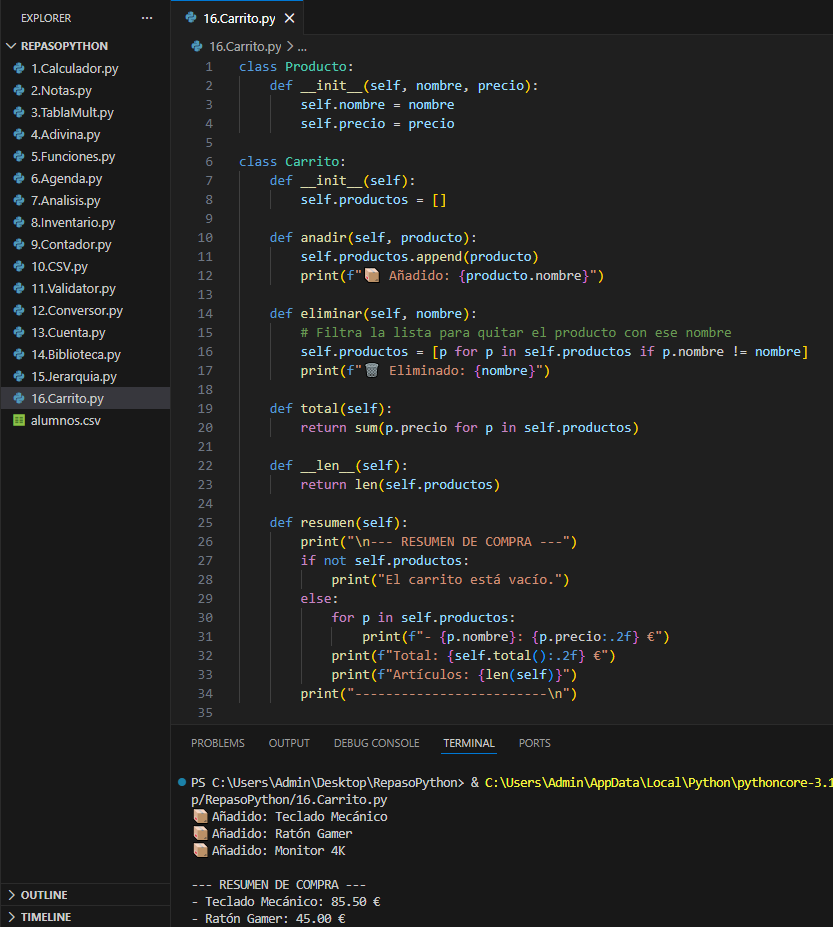 EXPLORER
···
REPASOPYTHON
1.Calculador.py
2.Notas.py
3.TablaMult.py
4.Adivina.py
5.Funciones.py
6.Agenda.py
7.Analisis.py
8.Inventario.py
9.Contador.py
10.CSV.py
11.Validator.py
12.Conversor.py
13.Cuenta.py
14.Biblioteca.py
15.Jerarquia.py
16.Carrito.py
alumnos.csv
OUTLINE
TIMELINE
16.Carrito.py
16.Carrito.py > ...
1 class Producto:
2     def __init__(self, nombre, precio):
3         self.nombre = nombre
4         self.precio = precio
5
6 class Carrito:
7     def __init__(self):
8         self.productos = []
9
10     def anadir(self, producto):
11         self.productos.append(producto)
12         print(f"📦 Añadido: {producto.nombre}")
13
14     def eliminar(self, nombre):
15         # Filtra la lista para quitar el producto con ese nombre
16         self.productos = [p for p in self.productos if p.nombre != nombre]
17         print(f"🗑️ Eliminado: {nombre}")
18
19     def total(self):
20         return sum(p.precio for p in self.productos)
21
22     def __len__(self):
23         return len(self.productos)
24
25     def resumen(self):
26         print("\n--- RESUMEN DE COMPRA ---")
27         if not self.productos:
28             print("El carrito está vacío.")
29         else:
30             for p in self.productos:
31                 print(f"- {p.nombre}: {p.precio:.2f} €")
32             print(f"Total: {self.total():.2f} €")
33             print(f"Artículos: {len(self)}")
34         print("-------------------------\n")
35
PROBLEMS OUTPUT DEBUG CONSOLE TERMINAL PORTS
PS C:\Users\Admin\Desktop\RepasoPython> & C:\Users\Admin\AppData\Local\Python\pythoncore-3.1
p/RepasoPython/16.Carrito.py
📦 Añadido: Teclado Mecánico
📦 Añadido: Ratón Gamer
📦 Añadido: Monitor 4K
--- RESUMEN DE COMPRA ---
- Teclado Mecánico: 85.50 €
- Ratón Gamer: 45.00 €